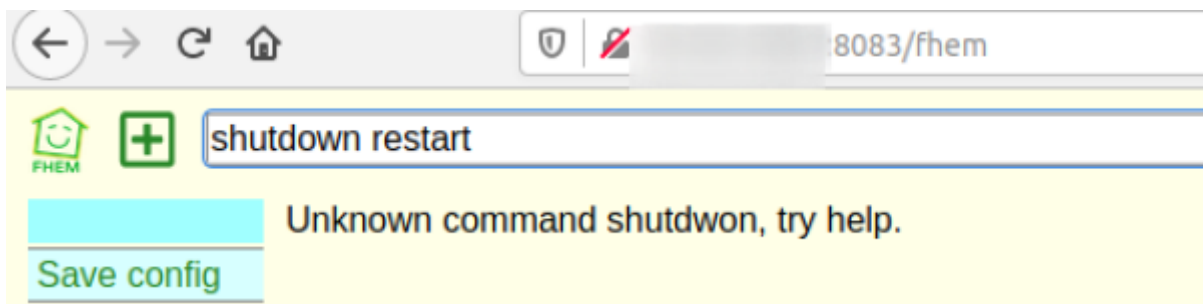 :8083/fhem
FHEM
shutdown restart
Unknown command shutdwon, try help.
Save config